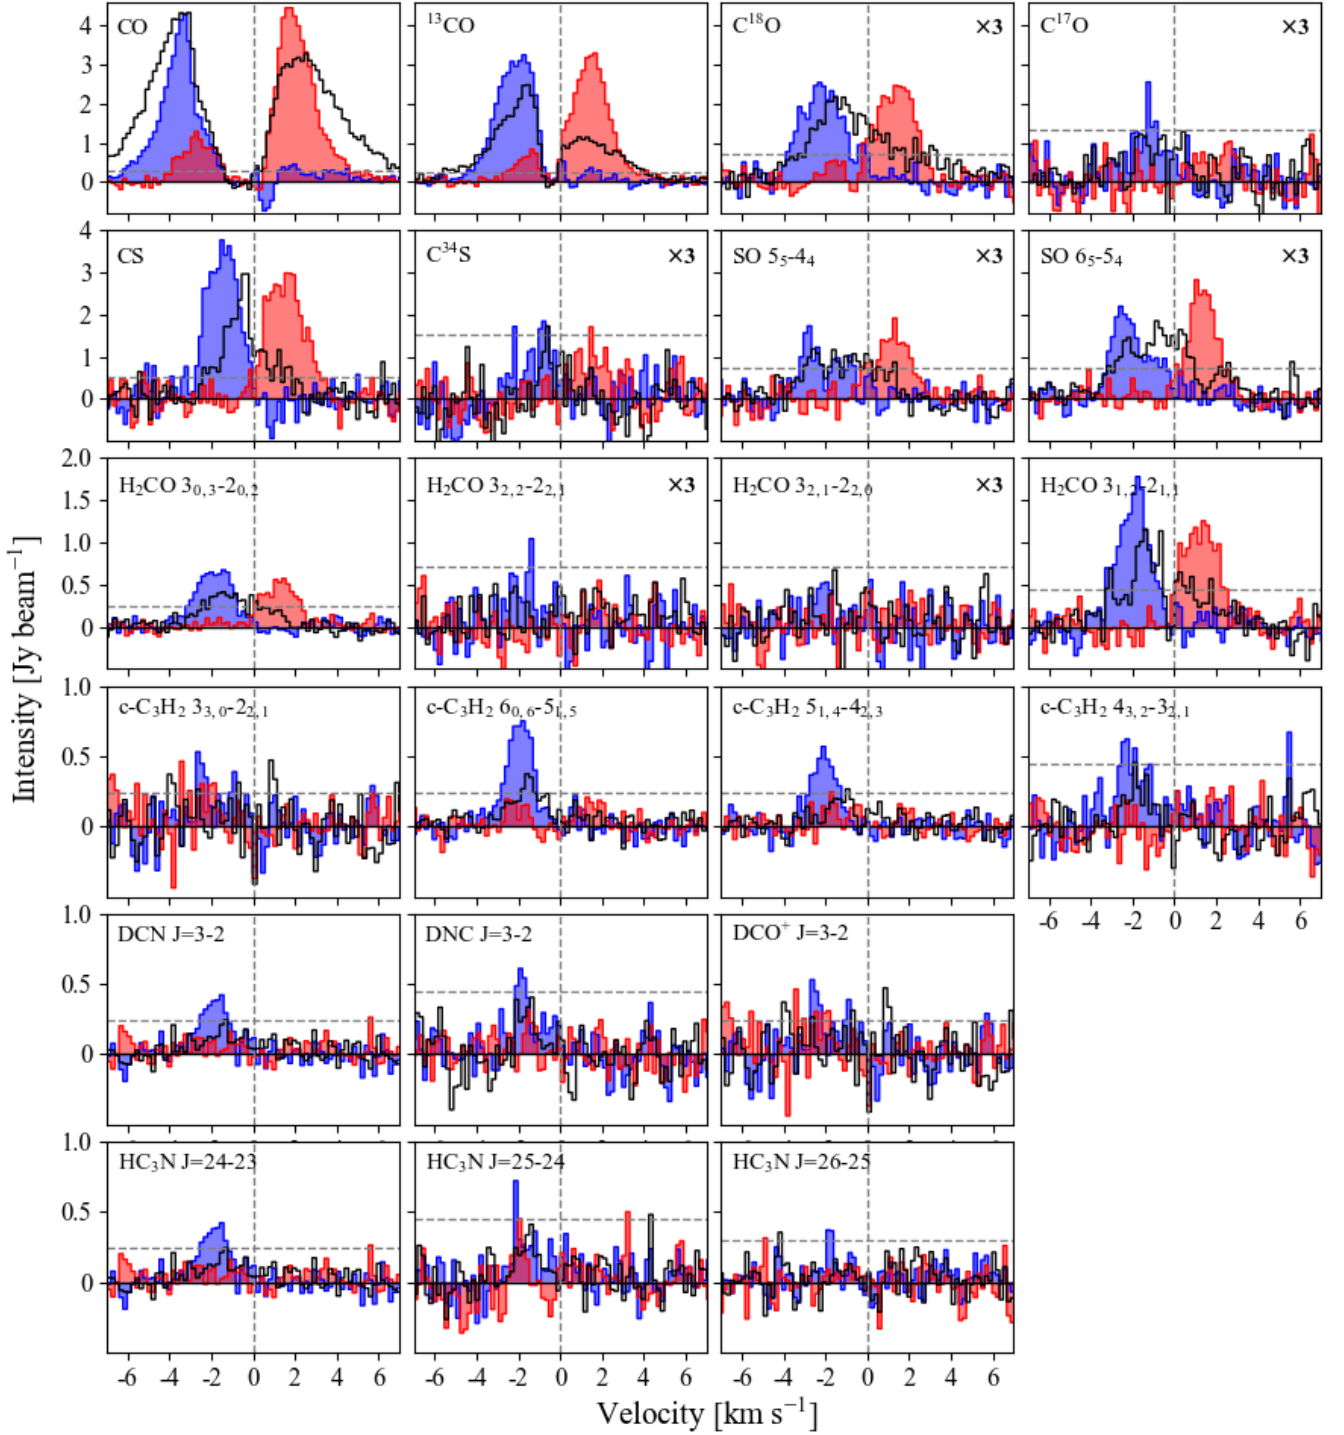 CO
¹³CO
C¹⁸O ×3
C¹⁷O ×3
4
3
2
1
0
CS
C³⁴S ×3
SO 5₅-4₄ ×3
SO 6₅-5₄ ×3
4
3
2
1
0
H₂CO 3₀,₃-2₀,₂
H₂CO 3₂,₂-2₂,₁ ×3
H₂CO 3₂,₁-2₂,₀ ×3
H₂CO 3₁,₂-2₁,₁
2.0
1.5
1.0
0.5
0
c-C₃H₂ 3₃,₀-2₂,₁
c-C₃H₂ 6₀,₆-5₁,₅
c-C₃H₂ 5₁,₄-4₂,₃
c-C₃H₂ 4₃,₂-3₂,₁
1.0
0.5
0
-6 -4 -2 0 2 4 6
DCN J=3-2
DNC J=3-2
DCO⁺ J=3-2
1.0
0.5
0
HC₃N J=24-23
HC₃N J=25-24
HC₃N J=26-25
1.0
0.5
0
-6 -4 -2 0 2 4 6
-6 -4 -2 0 2 4 6
-6 -4 -2 0 2 4 6
Intensity [Jy beam⁻¹]
Velocity [km s⁻¹]